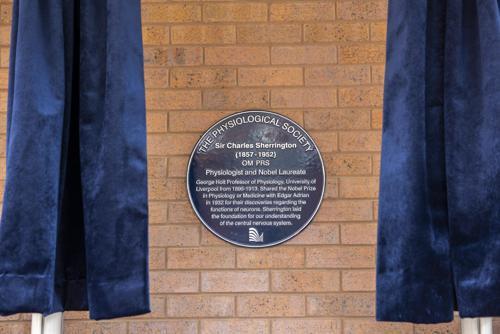 THE PHYSIOLOGICAL SOCIETY
Sir Charles Sherrington
(1857-1952)
OM PRS
Physiologist and Nobel Laureate
George Holt Professor of Physiology, University of
Liverpool from 1895-1913. Shared the Nobel Prize
in Physiology or Medicine with Edgar Adrian
in 1932 for their discoveries regarding the
functions of neurons. Sherrington laid
the foundation for our understanding
of the central nervous system.